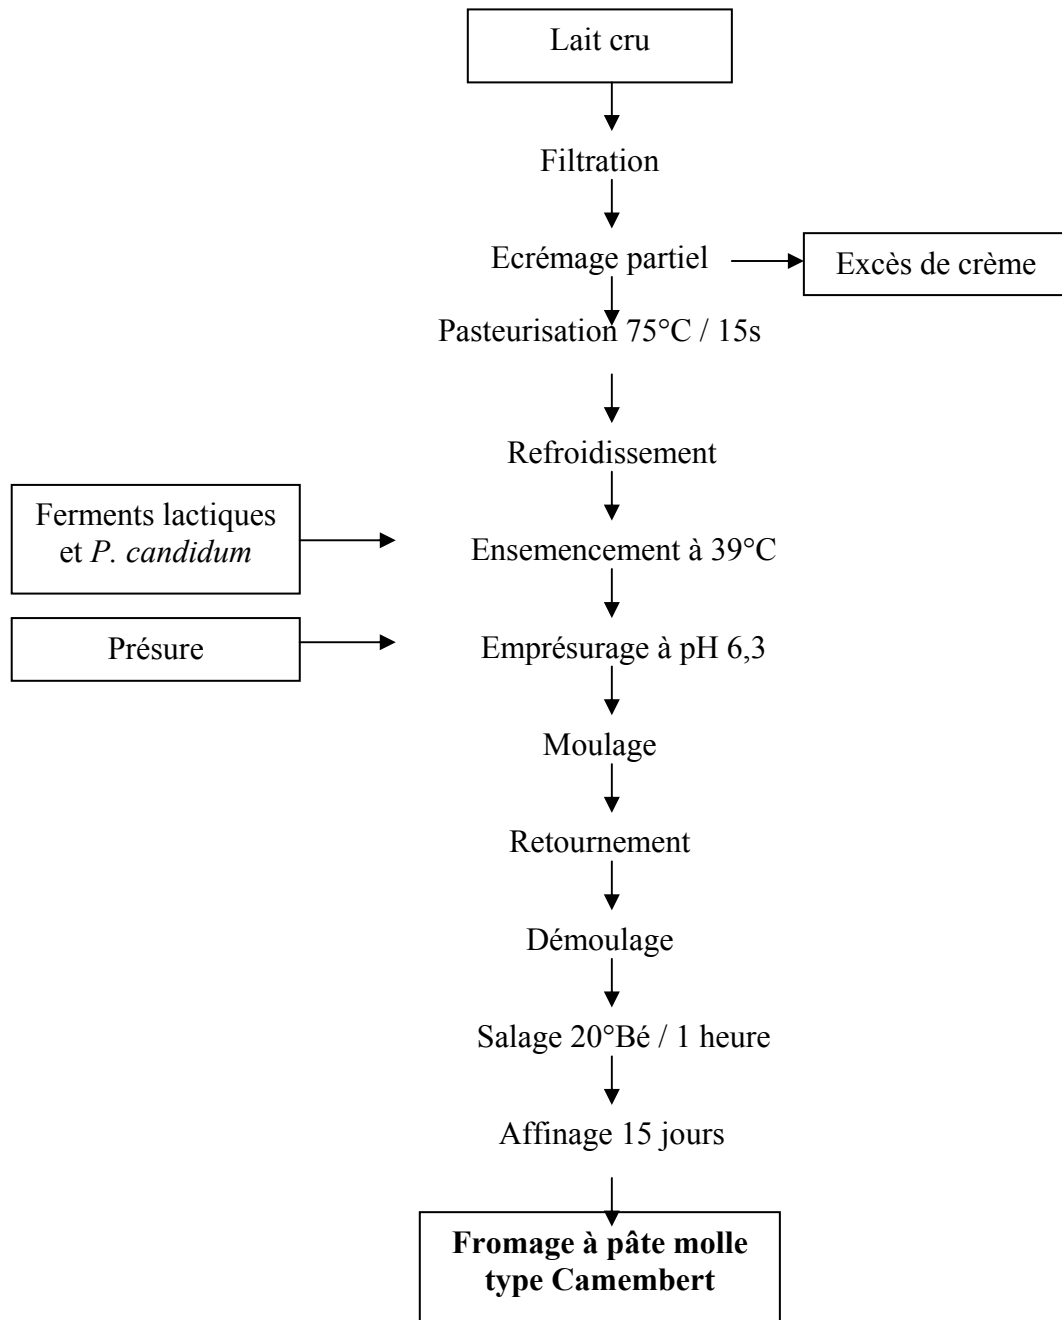 Lait cru
Filtration
Ecrémage partiel
Excès de crème
Pasteurisation 75°C / 15s
Refroidissement
Ferments lactiques
et P. candidum
Ensemencement à 39°C
Présure
Emprésurage à pH 6,3
Moulage
Retournement
Démoulage
Salage 20°Bé / 1 heure
Affinage 15 jours
Fromage à pâte molle
type Camembert